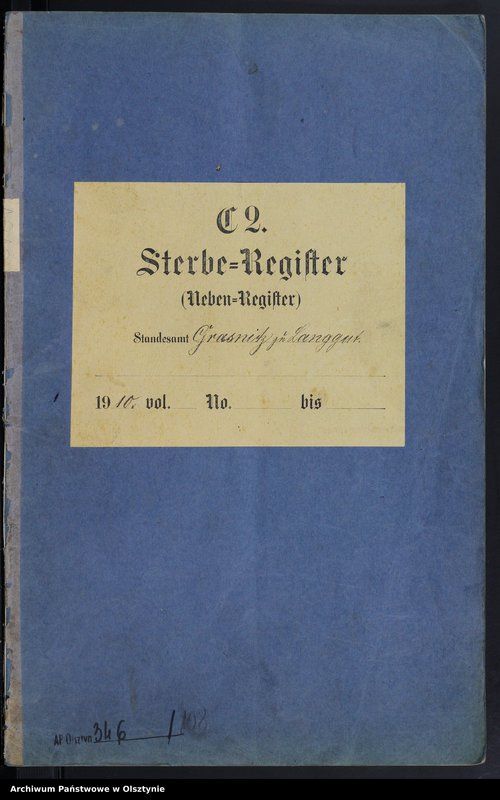 C 2.
Sterbe=Register
(Neben=Register)
Standesamt Grasnitz zu Langgut.
1910. vol. No. bis
AP Olsztyn 346 / 108
Archiwum Państwowe w Olsztynie